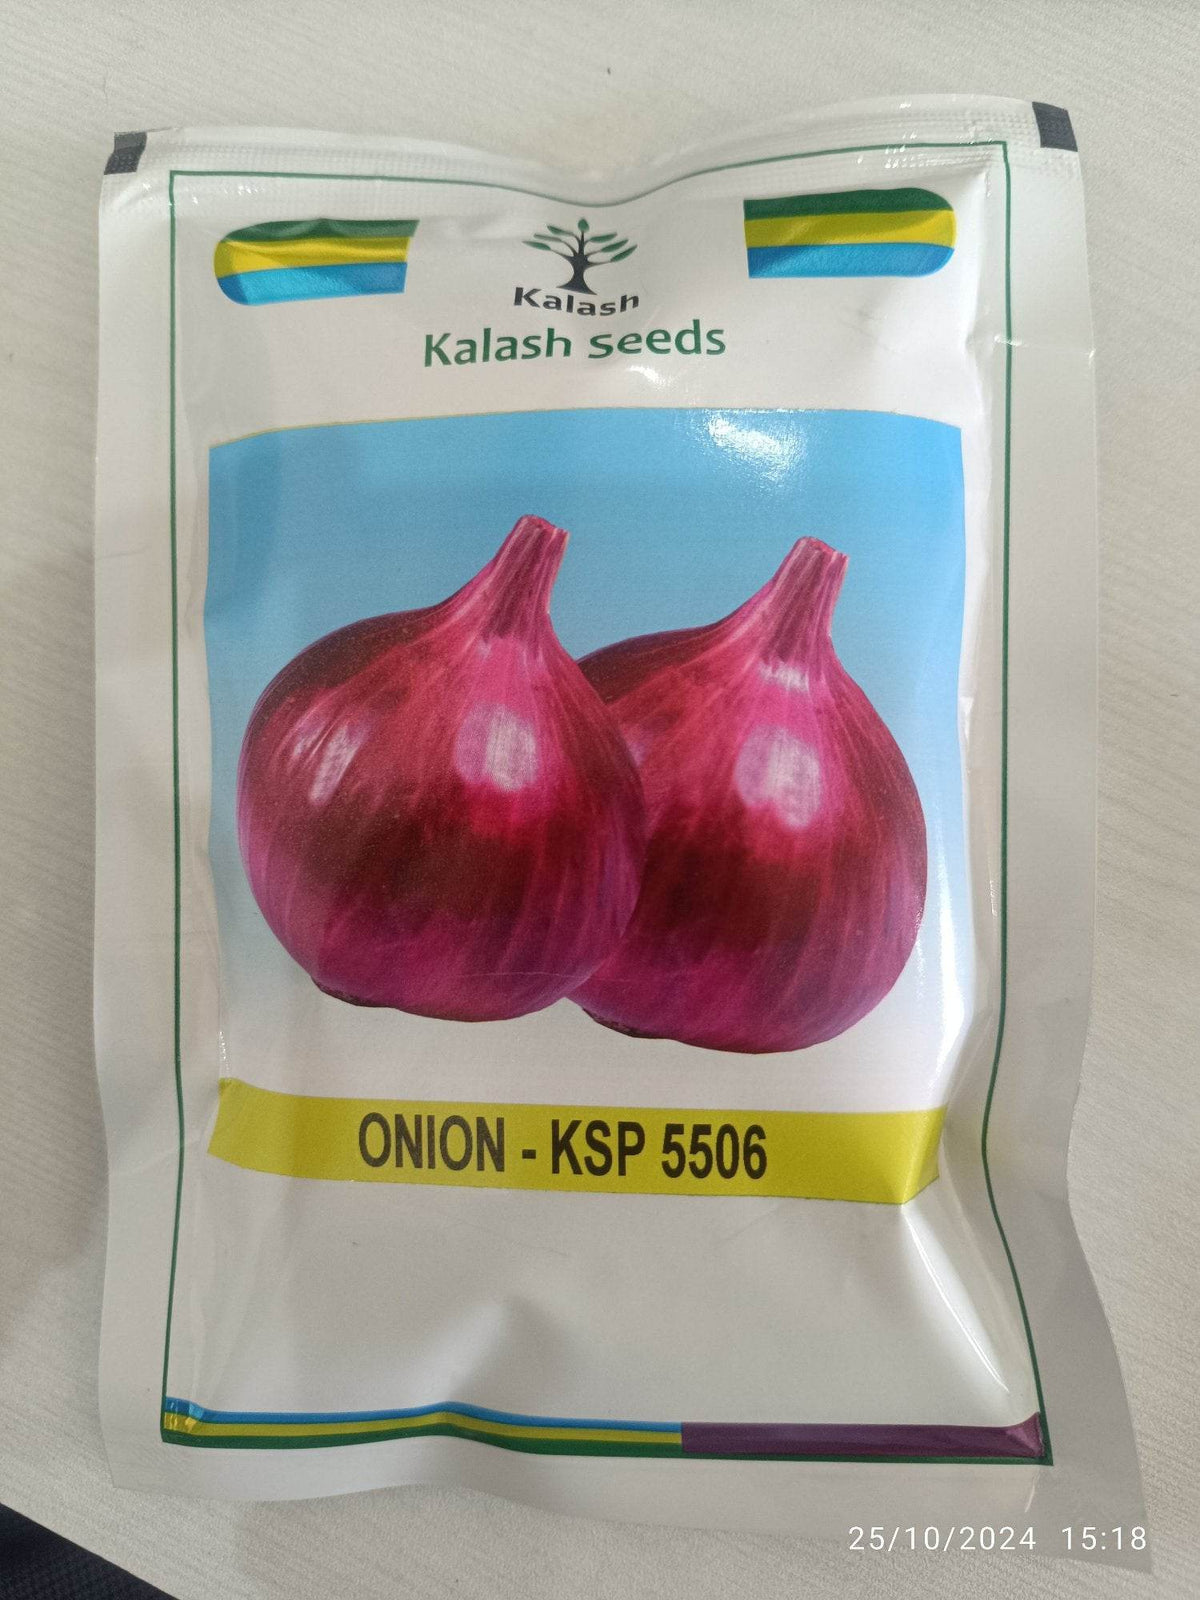 Kalash
Kalash seeds
ONION - KSP 5506
25/10/2024 15:18